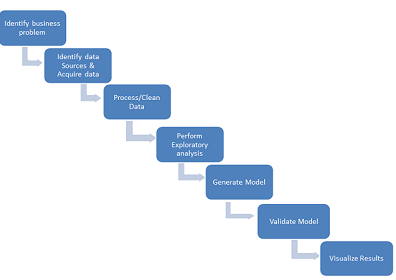 Identify business
problem
Identify data
Sources &
Acquire data
Process/Clean
Data
Perform
Exploratory
analysis
Generate Model
Validate Model
Visualize Results